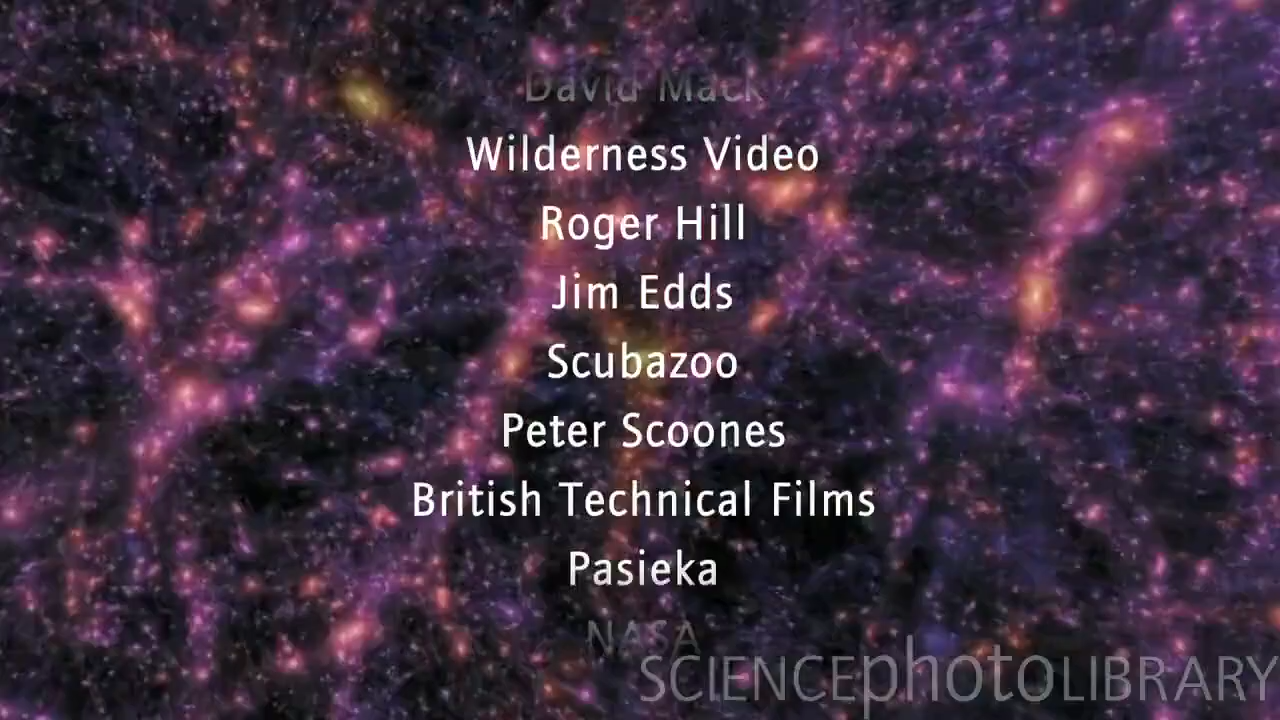 David Mack
Wilderness Video
Roger Hill
Jim Edds
Scubazoo
Peter Scoones
British Technical Films
Pasieka
NASA
SCIENCEphotoLIBRARY